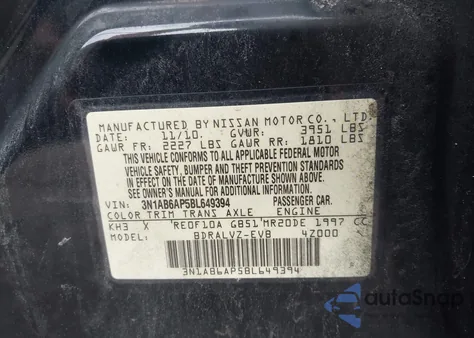 MANUFACTURED BY NISSAN MOTOR CO., LTD.
DATE: 11/10. GVWR: 3951 LBS
GAWR FR: 2227 LBS GAWR RR: 1810 LBS
THIS VEHICLE CONFORMS TO ALL APPLICABLE FEDERAL MOTOR
VEHICLE SAFETY, BUMPER AND THEFT PREVENTION STANDARDS
IN EFFECT ON THE DATE OF MANUFACTURE SHOWN ABOVE.
SEE OWNER'S MANUAL FOR ADDED INFORMATION
VIN: 3N1AB6AP5BL649394 PASSENGER CAR.
COLOR TRIM TRANS AXLE ENGINE
KH3 X RE0F10A GB51 MR20DE 1997 CC
MODEL: BDRALVZ-EVB 4Z000
3N1AB6AP5BL649394
autoSnap